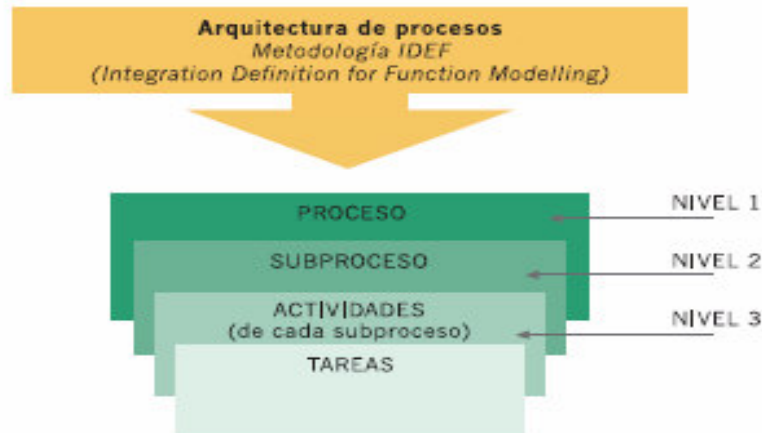 Arquitectura de procesos
Metodología IDEF
(Integration Definition for Function Modelling)
PROCESO
NIVEL 1
SUBPROCESO
NIVEL 2
ACTIVIDADES
(de cada subproceso)
NIVEL 3
TAREAS